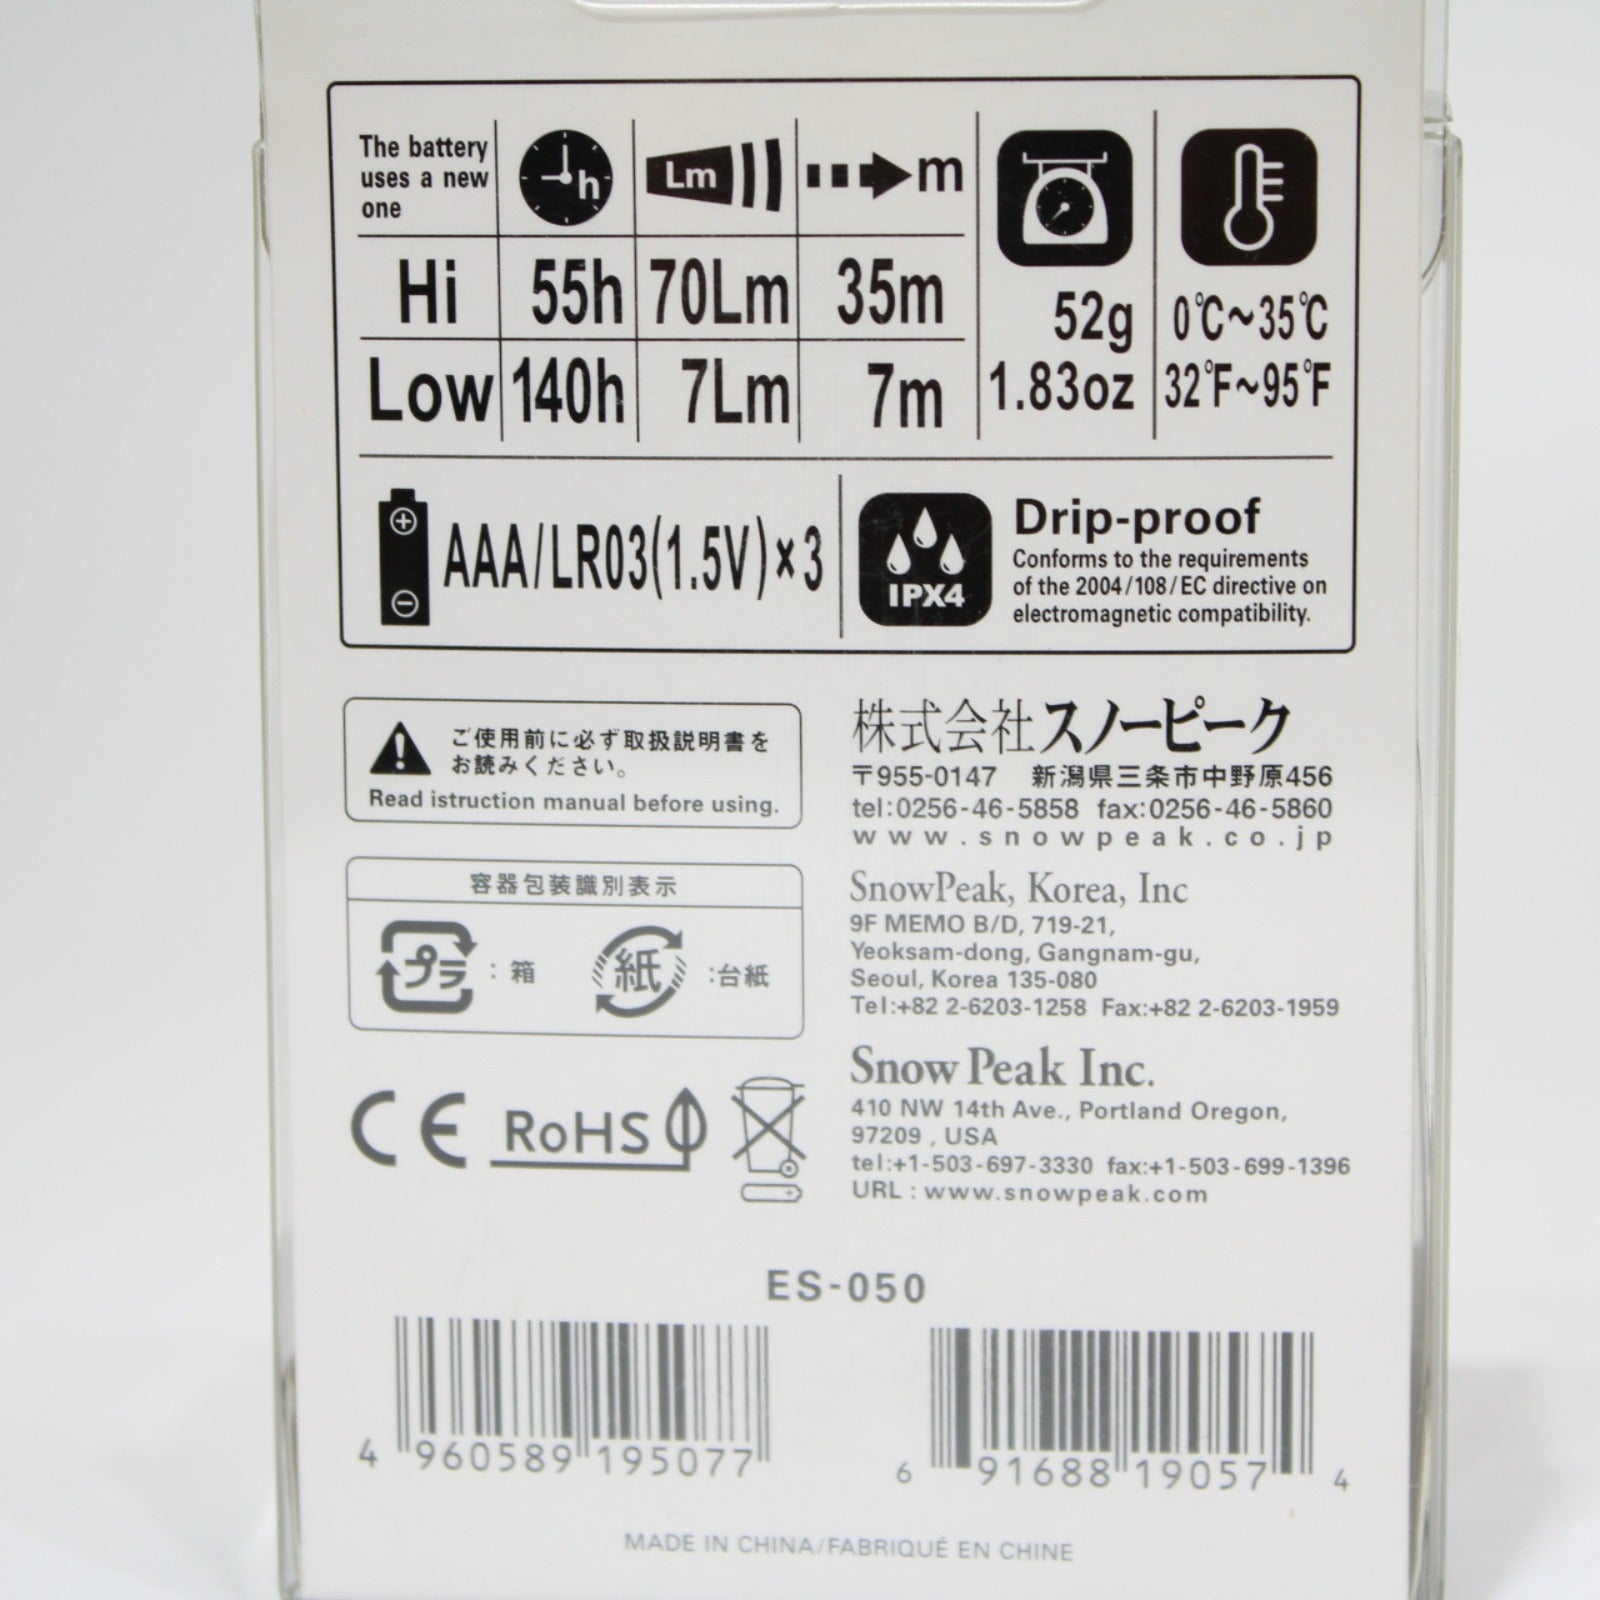 The battery
uses a new
one
h
Lm
m
Hi 55h 70Lm 35m
Low 140h 7Lm 7m
52g
1.83oz
0℃~35℃
32°F~95°F
AAA/LR03(1.5V)×3
IPX4
Drip-proof
Conforms to the requirements
of the 2004/108/EC directive on
electromagnetic compatibility.
ご使用前に必ず取扱説明書を
お読みください。
Read istruction manual before using.
容器包装識別表示
プラ : 箱 紙 :台紙
CE RoHS
株式会社スノーピーク
〒955-0147 新潟県三条市中野原456
tel:0256-46-5858 fax:0256-46-5860
www.snowpeak.co.jp
SnowPeak, Korea, Inc
9F MEMO B/D, 719-21,
Yeoksam-dong, Gangnam-gu,
Seoul, Korea 135-080
Tel:+82 2-6203-1258 Fax:+82 2-6203-1959
Snow Peak Inc.
410 NW 14th Ave., Portland Oregon,
97209 , USA
tel:+1-503-697-3330 fax:+1-503-699-1396
URL : www.snowpeak.com
ES-050
4 960589 195077
6 91688 19057 4
MADE IN CHINA/FABRIQUÉ EN CHINE